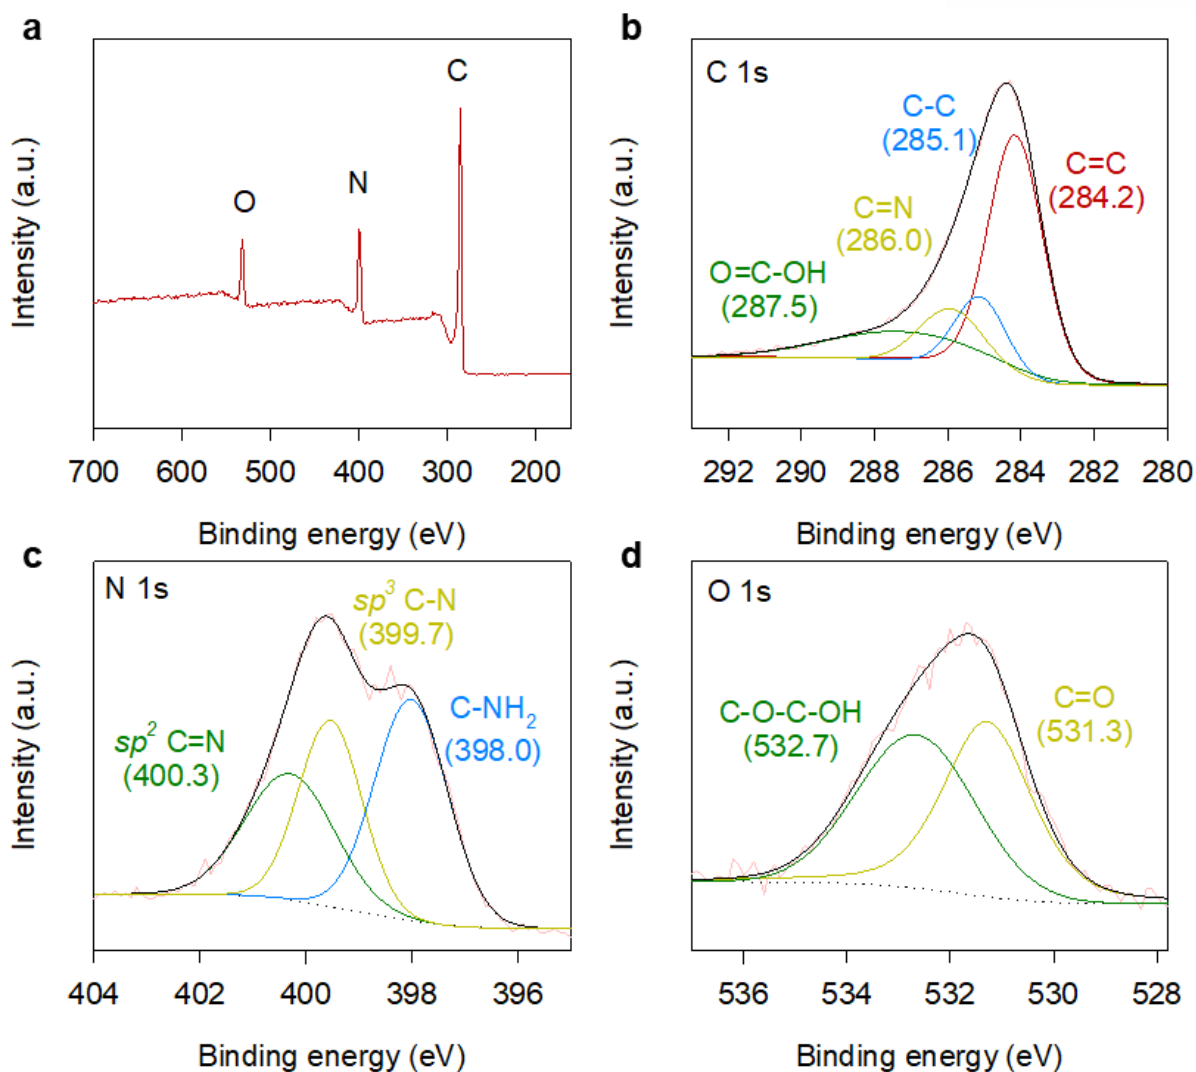 a
O
N
C
Intensity (a.u.)
700 600 500 400 300 200
Binding energy (eV)
b
C 1s
C-C
(285.1)
C=C
(284.2)
C=N
(286.0)
O=C-OH
(287.5)
Intensity (a.u.)
292 290 288 286 284 282 280
Binding energy (eV)
c
N 1s
sp³ C-N
(399.7)
C-NH₂
(398.0)
sp² C=N
(400.3)
Intensity (a.u.)
404 402 400 398 396
Binding energy (eV)
d
O 1s
C-O-C-OH
(532.7)
C=O
(531.3)
Intensity (a.u.)
536 534 532 530 528
Binding energy (eV)